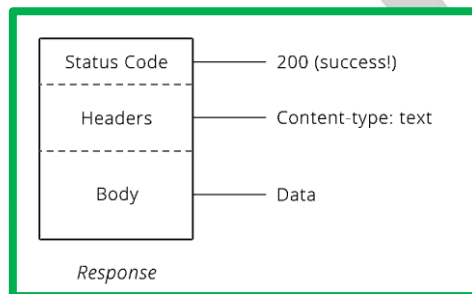 Status Code 200 (success!)
Headers Content-type: text
Body Data
Response